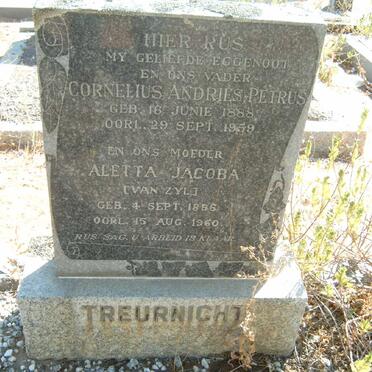 HIER RUS
MY GELIEFDE EGGENOOT
EN ONS VADER
CORNELIUS ANDRIES PETRUS
GEB. 16 JUNIE 1888
OORL. 29 SEPT. 1939
EN ONS MOEDER
ALETTA JACOBA
(VAN ZYL)
GEB. 4 SEPT. 1886
OORL. 15 AUG. 1960
RUS SAG, U ARBEID IS KLAAR
TREURNICHT